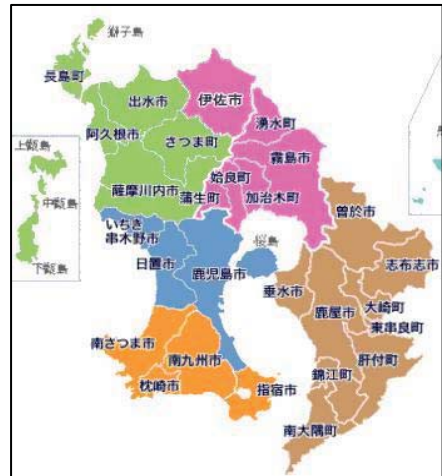 獅子島
長島町
出水市
伊佐市
湧水町
阿久根市
さつま町
霧島市
上甑島
薩摩川内市
姶良町
蒲生町
加治木町
中甑島
曽於市
いちき
串木野市
桜島
下甑島
日置市
鹿児島市
志布志市
垂水市
大崎町
鹿屋市
東串良町
南さつま市
肝付町
南九州市
錦江町
枕崎市
指宿市
南大隅町